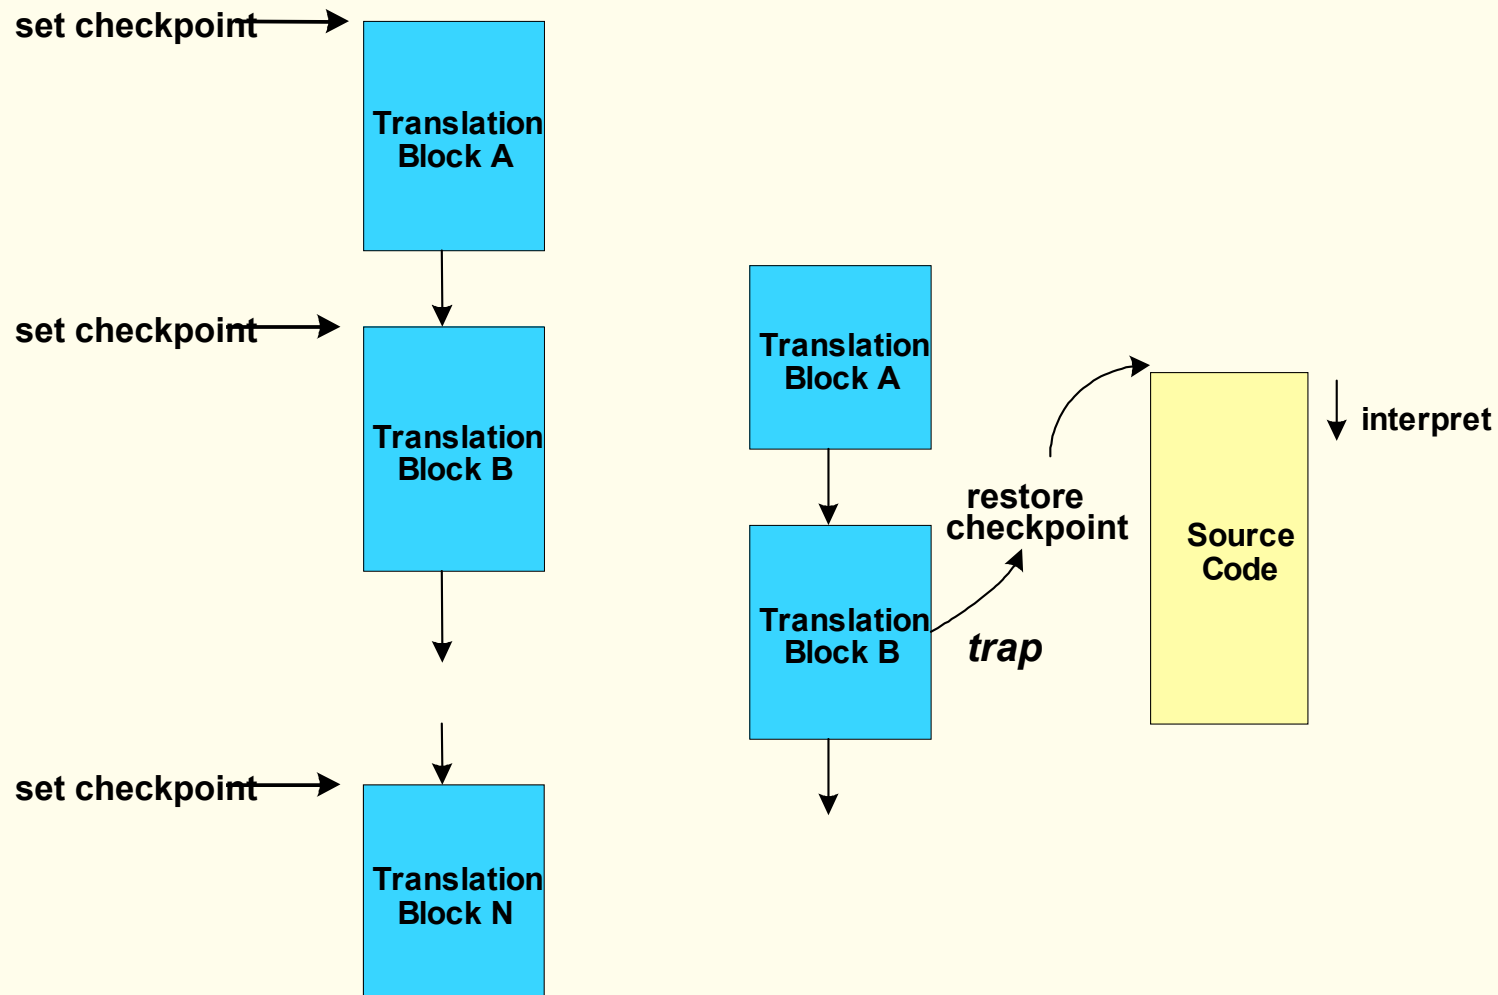 set checkpoint
Translation
Block A
set checkpoint
Translation
Block B
set checkpoint
Translation
Block N
Translation
Block A
Translation
Block B
trap
restore
checkpoint
Source
Code
interpret